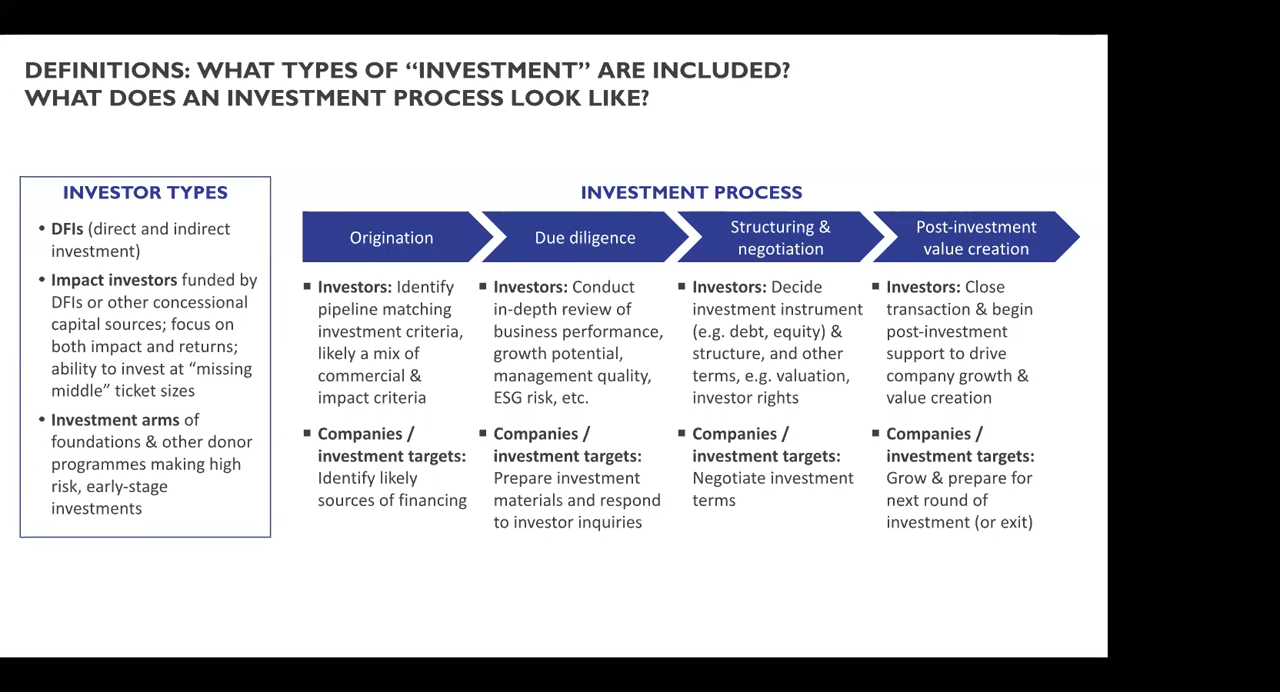 DEFINITIONS: WHAT TYPES OF “INVESTMENT” ARE INCLUDED?
WHAT DOES AN INVESTMENT PROCESS LOOK LIKE?
INVESTOR TYPES
• DFIs (direct and indirect
investment)
• Impact investors funded by
DFIs or other concessional
capital sources; focus on
both impact and returns;
ability to invest at “missing
middle” ticket sizes
• Investment arms of
foundations & other donor
programmes making high
risk, early-stage
investments
INVESTMENT PROCESS
Origination
▪ Investors: Identify
pipeline matching
investment criteria,
likely a mix of
commercial &
impact criteria
▪ Companies /
investment targets:
Identify likely
sources of financing
Due diligence
▪ Investors: Conduct
in-depth review of
business performance,
growth potential,
management quality,
ESG risk, etc.
▪ Companies /
investment targets:
Prepare investment
materials and respond
to investor inquiries
Structuring &
negotiation
▪ Investors: Decide
investment instrument
(e.g. debt, equity) &
structure, and other
terms, e.g. valuation,
investor rights
▪ Companies /
investment targets:
Negotiate investment
terms
Post-investment
value creation
▪ Investors: Close
transaction & begin
post-investment
support to drive
company growth &
value creation
▪ Companies /
investment targets:
Grow & prepare for
next round of
investment (or exit)